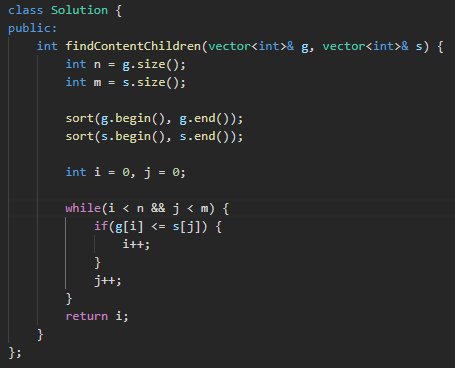 class Solution {
public:
    int findContentChildren(vector<int>& g, vector<int>& s) {
        int n = g.size();
        int m = s.size();

        sort(g.begin(), g.end());
        sort(s.begin(), s.end());

        int i = 0, j = 0;

        while(i < n && j < m) {
            if(g[i] <= s[j]) {
                i++;
            }
            j++;
        }
        return i;
    }
};